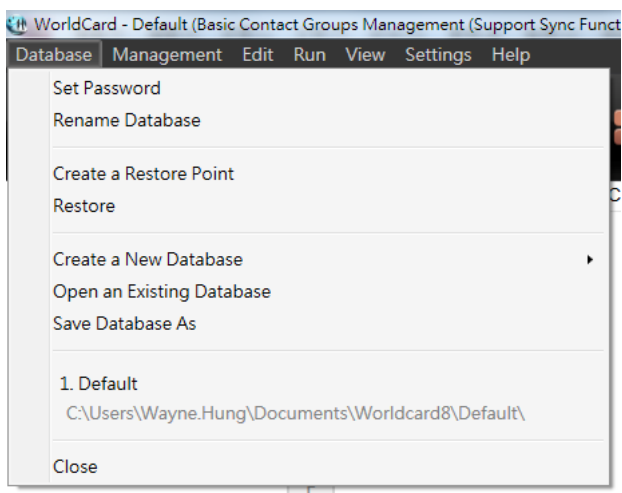 WorldCard - Default (Basic Contact Groups Management (Support Sync Funct
Database Management Edit Run View Settings Help
Set Password
Rename Database
Create a Restore Point
Restore
Create a New Database
Open an Existing Database
Save Database As
1. Default
C:\Users\Wayne.Hung\Documents\Worldcard8\Default\
Close